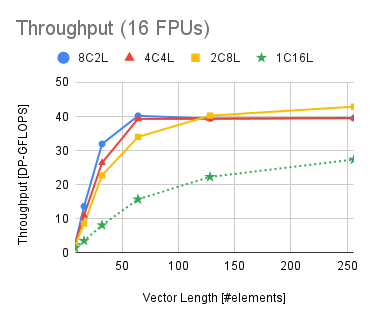 Throughput (16 FPUs)
8C2L 4C4L 2C8L 1C16L
Throughput [DP-GFLOPS]
50
40
30
20
10
0
50 100 150 200 250
Vector Length [#elements]